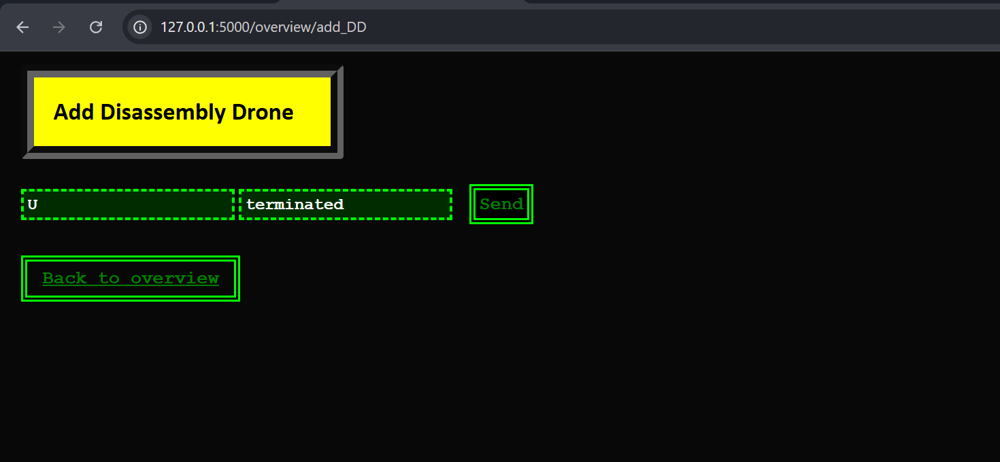 127.0.0.1:5000/overview/add_DD
Add Disassembly Drone
U terminated Send
Back to overview